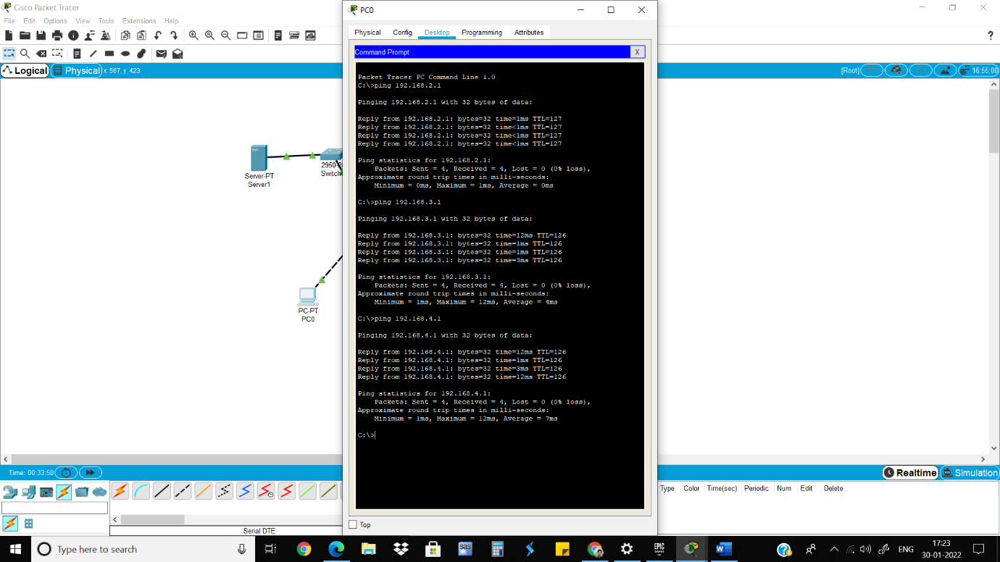 Cisco Packet Tracer
File Edit Options View Tools Extensions Help
Logical
Physical
x: 567, y: 423
[Root]
16:55:00
Server-PT
Server1
2950-2
Switch
PC-PT
PC0
PC0
Physical Config Desktop Programming Attributes
Command Prompt
X
Packet Tracer PC Command Line 1.0
C:\>ping 192.168.2.1
Pinging 192.168.2.1 with 32 bytes of data:
Reply from 192.168.2.1: bytes=32 time=1ms TTL=127
Reply from 192.168.2.1: bytes=32 time<1ms TTL=127
Reply from 192.168.2.1: bytes=32 time<1ms TTL=127
Reply from 192.168.2.1: bytes=32 time<1ms TTL=127
Ping statistics for 192.168.2.1:
Packets: Sent = 4, Received = 4, Lost = 0 (0% loss),
Approximate round trip times in milli-seconds:
Minimum = 0ms, Maximum = 1ms, Average = 0ms
C:\>ping 192.168.3.1
Pinging 192.168.3.1 with 32 bytes of data:
Reply from 192.168.3.1: bytes=32 time=12ms TTL=126
Reply from 192.168.3.1: bytes=32 time=1ms TTL=126
Reply from 192.168.3.1: bytes=32 time=1ms TTL=126
Reply from 192.168.3.1: bytes=32 time=3ms TTL=126
Ping statistics for 192.168.3.1:
Packets: Sent = 4, Received = 4, Lost = 0 (0% loss),
Approximate round trip times in milli-seconds:
Minimum = 1ms, Maximum = 12ms, Average = 4ms
C:\>ping 192.168.4.1
Pinging 192.168.4.1 with 32 bytes of data:
Reply from 192.168.4.1: bytes=32 time=12ms TTL=126
Reply from 192.168.4.1: bytes=32 time=1ms TTL=126
Reply from 192.168.4.1: bytes=32 time=3ms TTL=126
Reply from 192.168.4.1: bytes=32 time=12ms TTL=126
Ping statistics for 192.168.4.1:
Packets: Sent = 4, Received = 4, Lost = 0 (0% loss),
Approximate round trip times in milli-seconds:
Minimum = 1ms, Maximum = 12ms, Average = 7ms
C:\>
Top
Time: 00:33:50
Realtime
Simulation
Type Color Time(sec) Periodic Num Edit Delete
Serial DTE
Type here to search
sas
EPIC
GAMES
W
ENG
17:23
30-01-2022